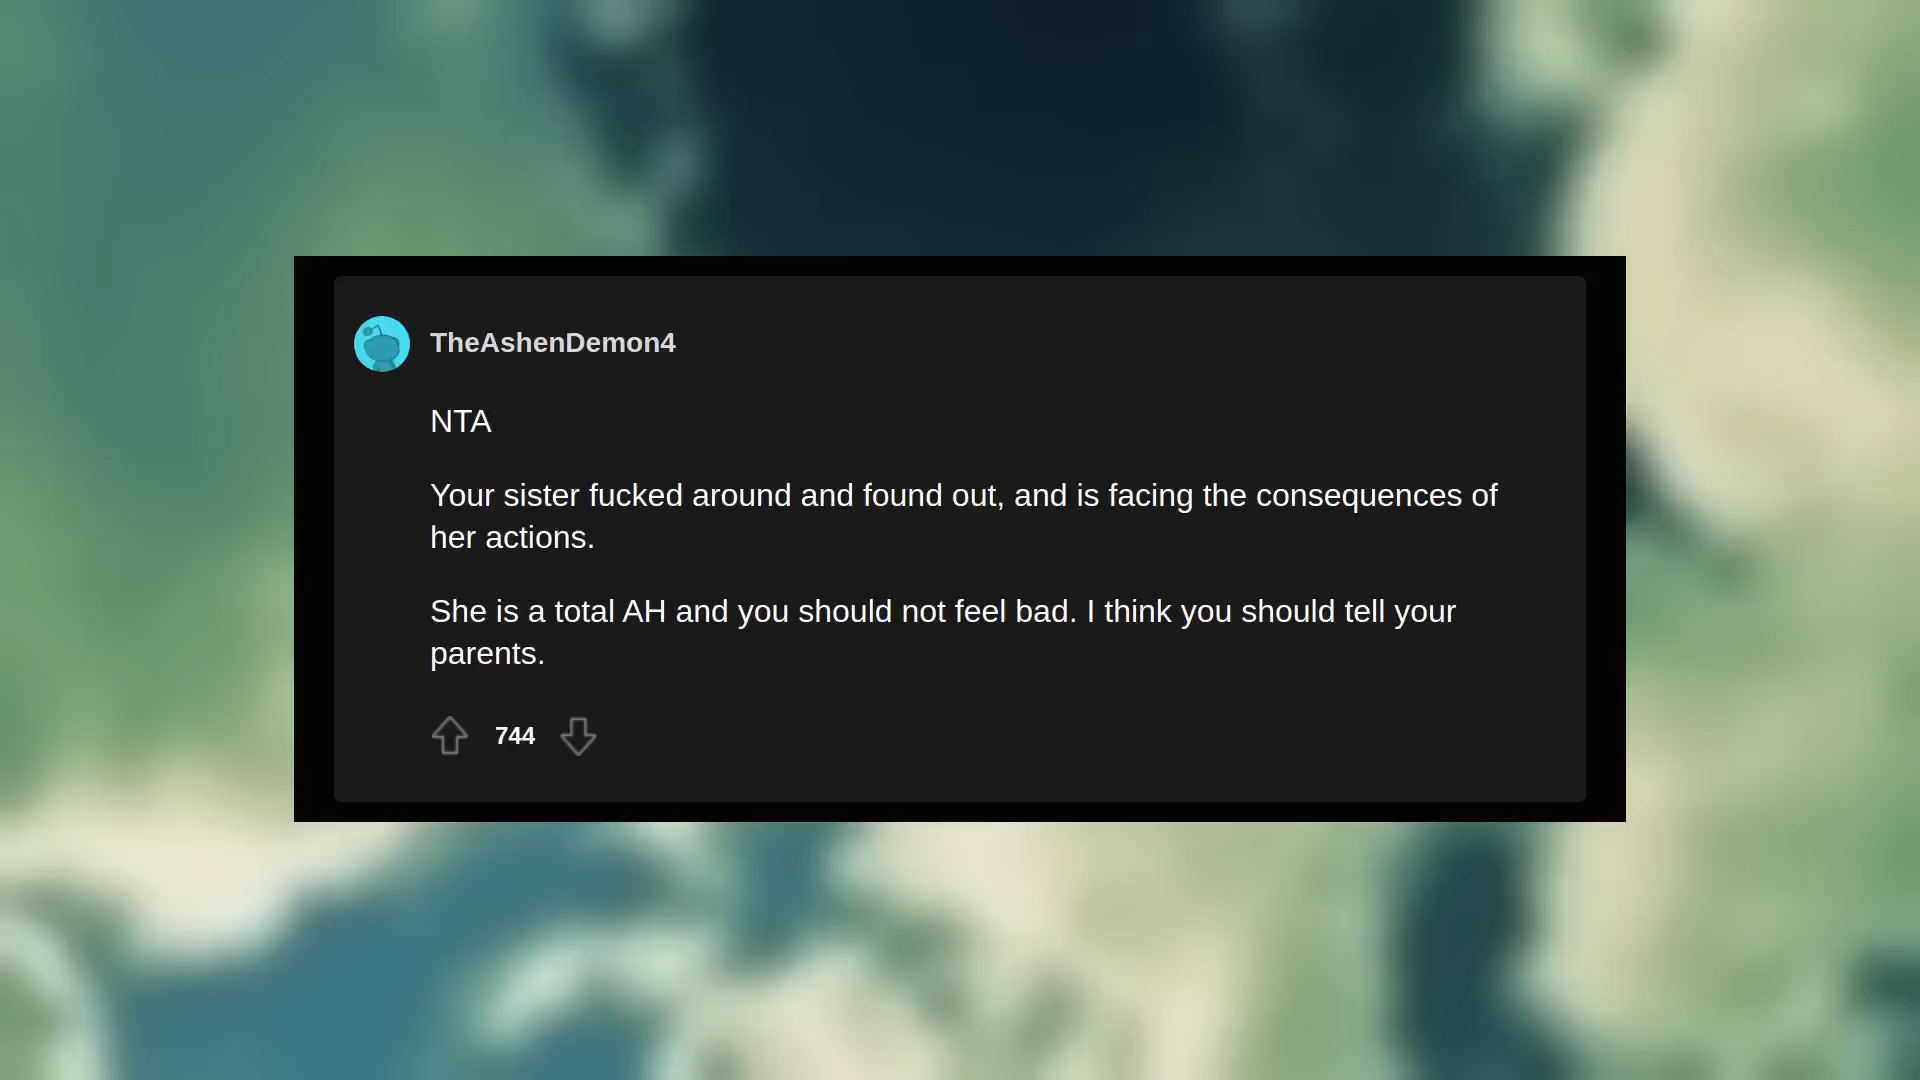 TheAshenDemon4
NTA
Your sister fucked around and found out, and is facing the consequences of
her actions.
She is a total AH and you should not feel bad. I think you should tell your
parents.
744